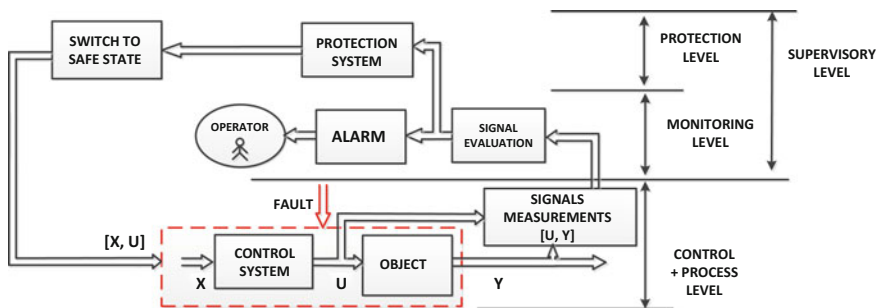 SWITCH TO
SAFE STATE
PROTECTION
SYSTEM
PROTECTION
LEVEL
SUPERVISORY
LEVEL
OPERATOR
ALARM
SIGNAL
EVALUATION
MONITORING
LEVEL
FAULT
SIGNALS
MEASUREMENTS
[U, Y]
[X, U]
CONTROL
SYSTEM
OBJECT
X
U
Y
CONTROL
+ PROCESS
LEVEL